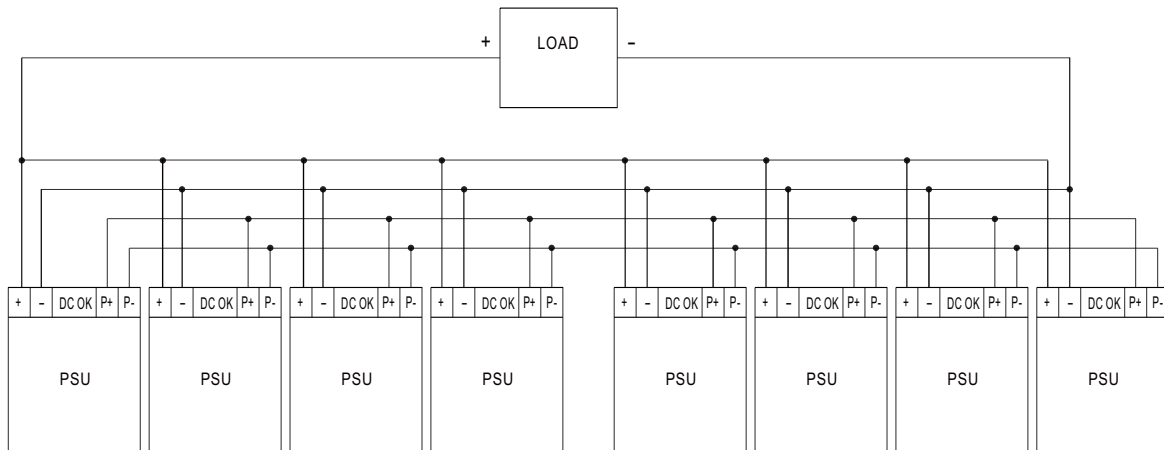 + LOAD –
+ – DC OK P+ P- + – DC OK P+ P- + – DC OK P+ P- + – DC OK P+ P- + – DC OK P+ P- + – DC OK P+ P- + – DC OK P+ P- + – DC OK P+ P-
PSU PSU PSU PSU PSU PSU PSU PSU